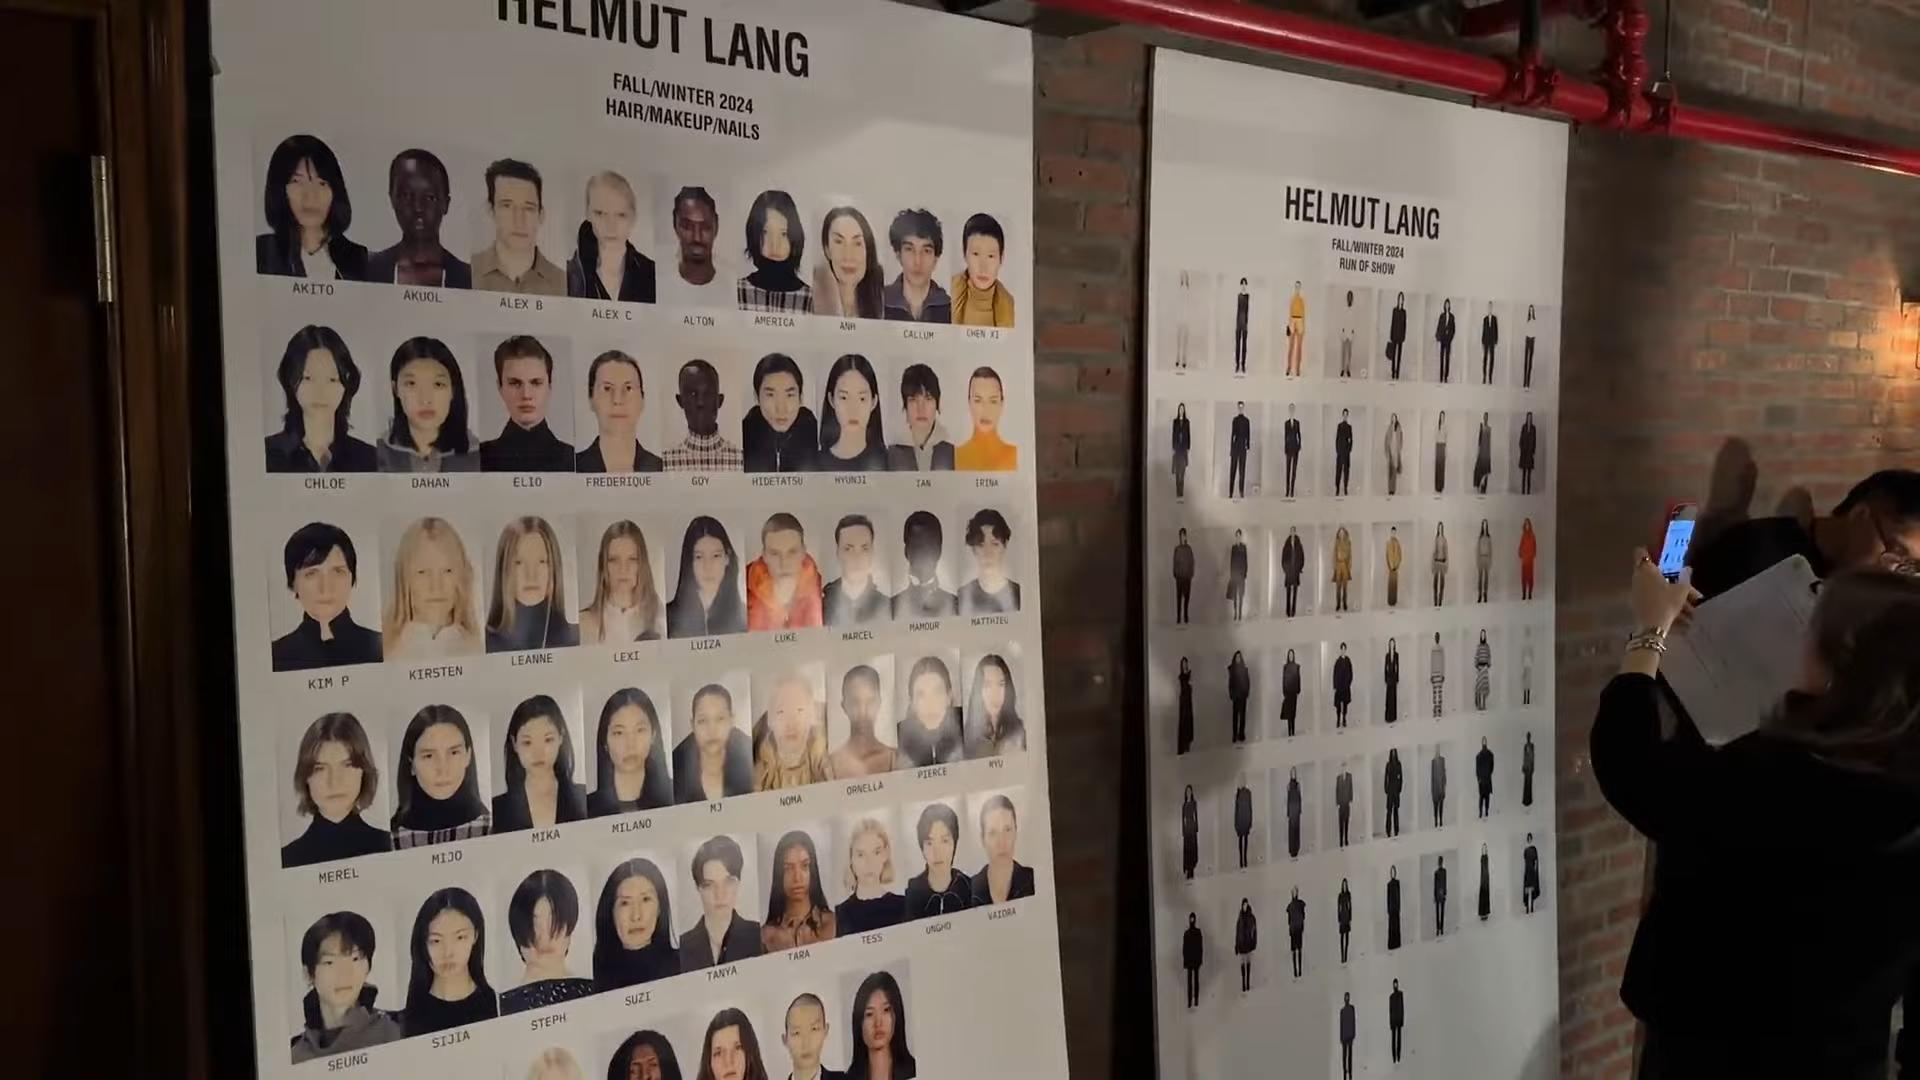 HELMUT LANG
FALL/WINTER 2024
HAIR/MAKEUP/NAILS
AKITO AKUOL ALEX B ALEX C ALTON AMERICA ANH CALLUM CHEN XI
CHLOE DAHAN ELIO FREDERIQUE GOY HIDETATSU HYUNJI IAN IRINA
KIM P KIRSTEN LEANNE LEXI LUIZA LUKE MARCEL MAMOUR MATTHIEU
MEREL MIJO MIKA MILANO MJ NOMA ORNELLA PIERCE RYU
SEUNG SIJIA STEPH SUZI TANYA TARA TESS UNGHO VAIORA
HELMUT LANG
FALL/WINTER 2024
RUN OF SHOW